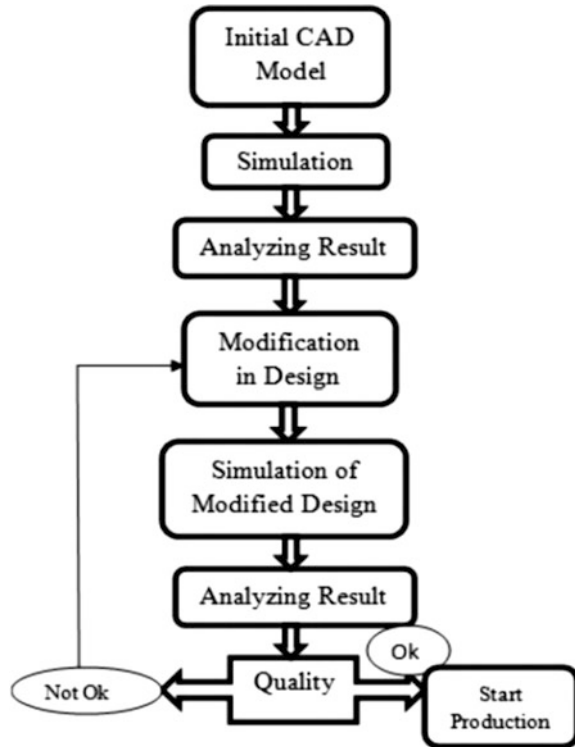 Initial CAD
Model
Simulation
Analyzing Result
Modification
in Design
Simulation of
Modified Design
Analyzing Result
Ok
Not Ok
Quality
Start
Production